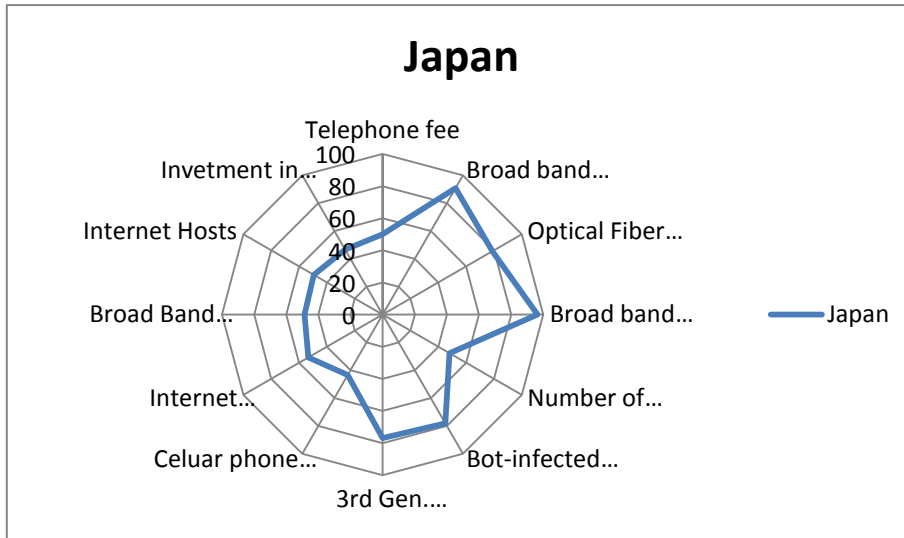 Japan
Telephone fee
Broad band...
Optical Fiber...
Broad band...
Number of...
Bot-infected...
3rd Gen....
Celuar phone...
Internet...
Broad Band...
Internet Hosts
Invetment in...
100
80
60
40
20
0
Japan